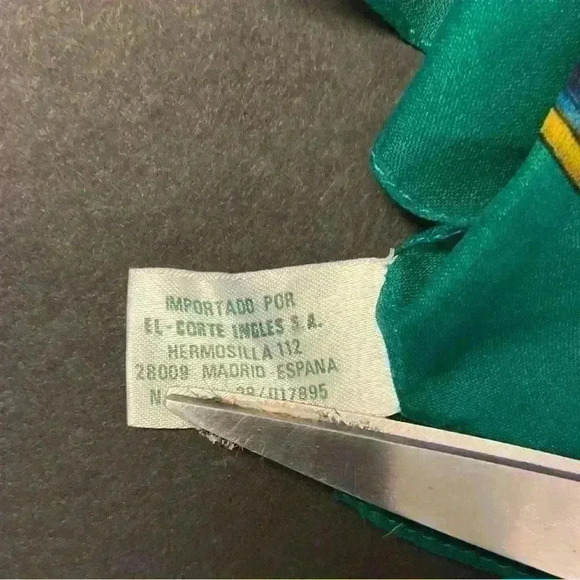 IMPORTADO POR
EL-CORTE INGLES S.A.
HERMOSILLA 112
28009 MADRID ESPANA
28/017895